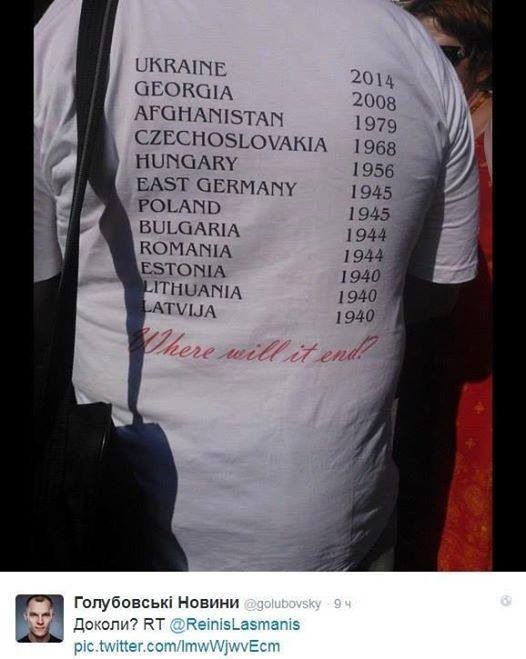 UKRAINE 2014
GEORGIA 2008
AFGHANISTAN 1979
CZECHOSLOVAKIA 1968
HUNGARY 1956
EAST GERMANY 1945
POLAND 1945
BULGARIA 1944
ROMANIA 1944
ESTONIA 1940
LITHUANIA 1940
LATVIJA 1940
Where will it end?
Голубовські Новини @golubovsky · 9 ч
Доколи? RT @ReinisLasmanis
pic.twitter.com/lmwWjwvEcm